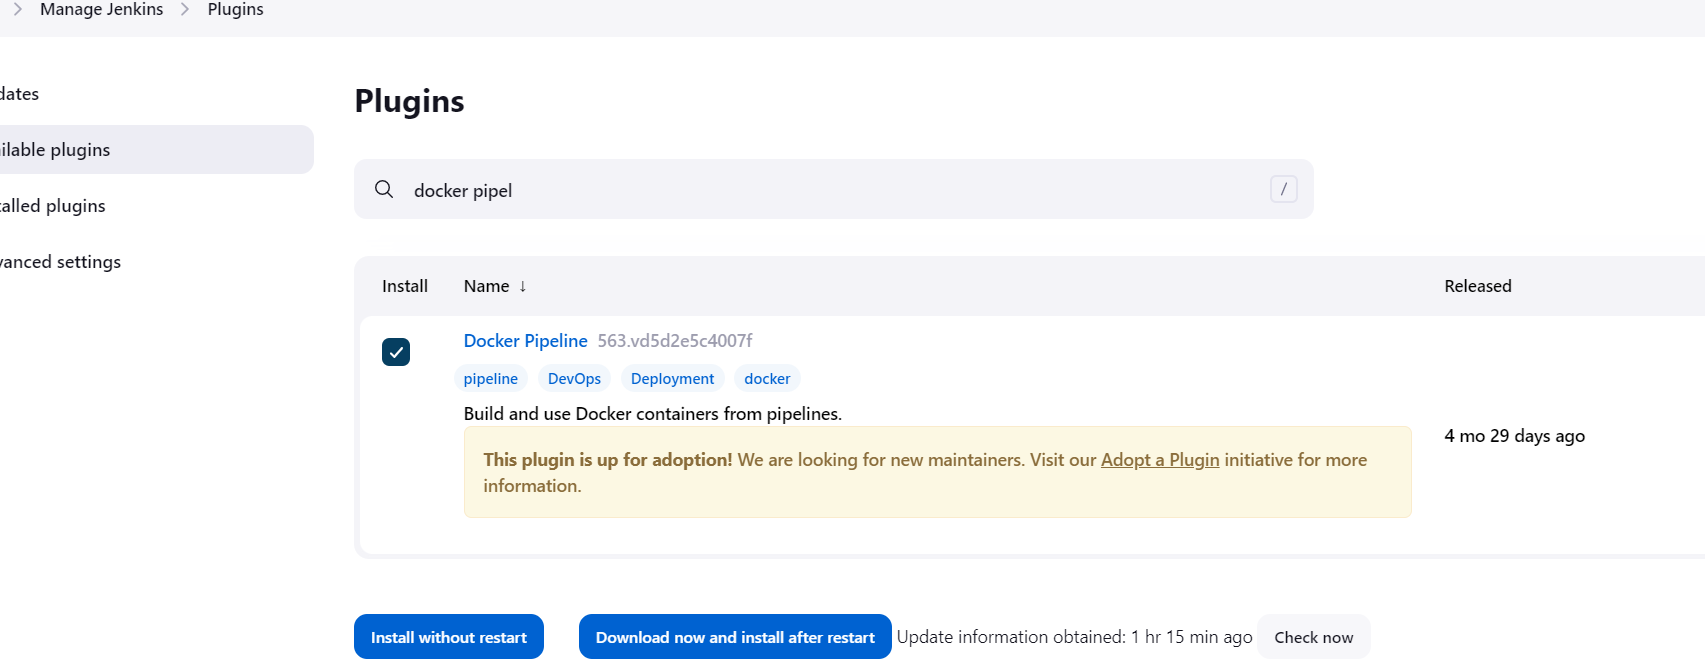 Manage Jenkins > Plugins
dates
ilable plugins
alled plugins
vanced settings
Plugins
docker pipel /
Install Name ↓ Released
Docker Pipeline 563.vd5d2e5c4007f
pipeline DevOps Deployment docker
Build and use Docker containers from pipelines.
This plugin is up for adoption! We are looking for new maintainers. Visit our Adopt a Plugin initiative for more
information.
4 mo 29 days ago
Install without restart Download now and install after restart Update information obtained: 1 hr 15 min ago Check now